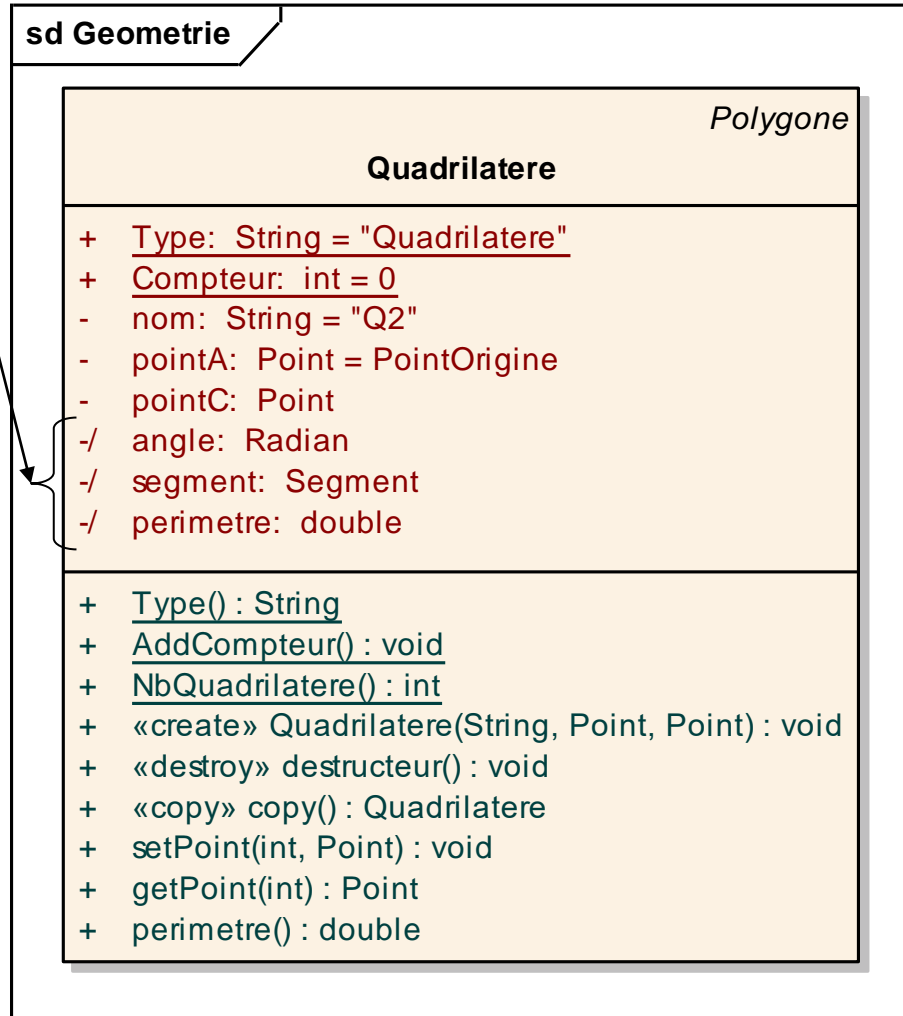 sd Geometrie
Polygone
Quadrilatere
+ Type: String = "Quadrilatere"
+ Compteur: int = 0
- nom: String = "Q2"
- pointA: Point = PointOrigine
- pointC: Point
-/ angle: Radian
-/ segment: Segment
-/ perimetre: double
+ Type() : String
+ AddCompteur() : void
+ NbQuadrilatere() : int
+ «create» Quadrilatere(String, Point, Point) : void
+ «destroy» destructeur() : void
+ «copy» copy() : Quadrilatere
+ setPoint(int, Point) : void
+ getPoint(int) : Point
+ perimetre() : double